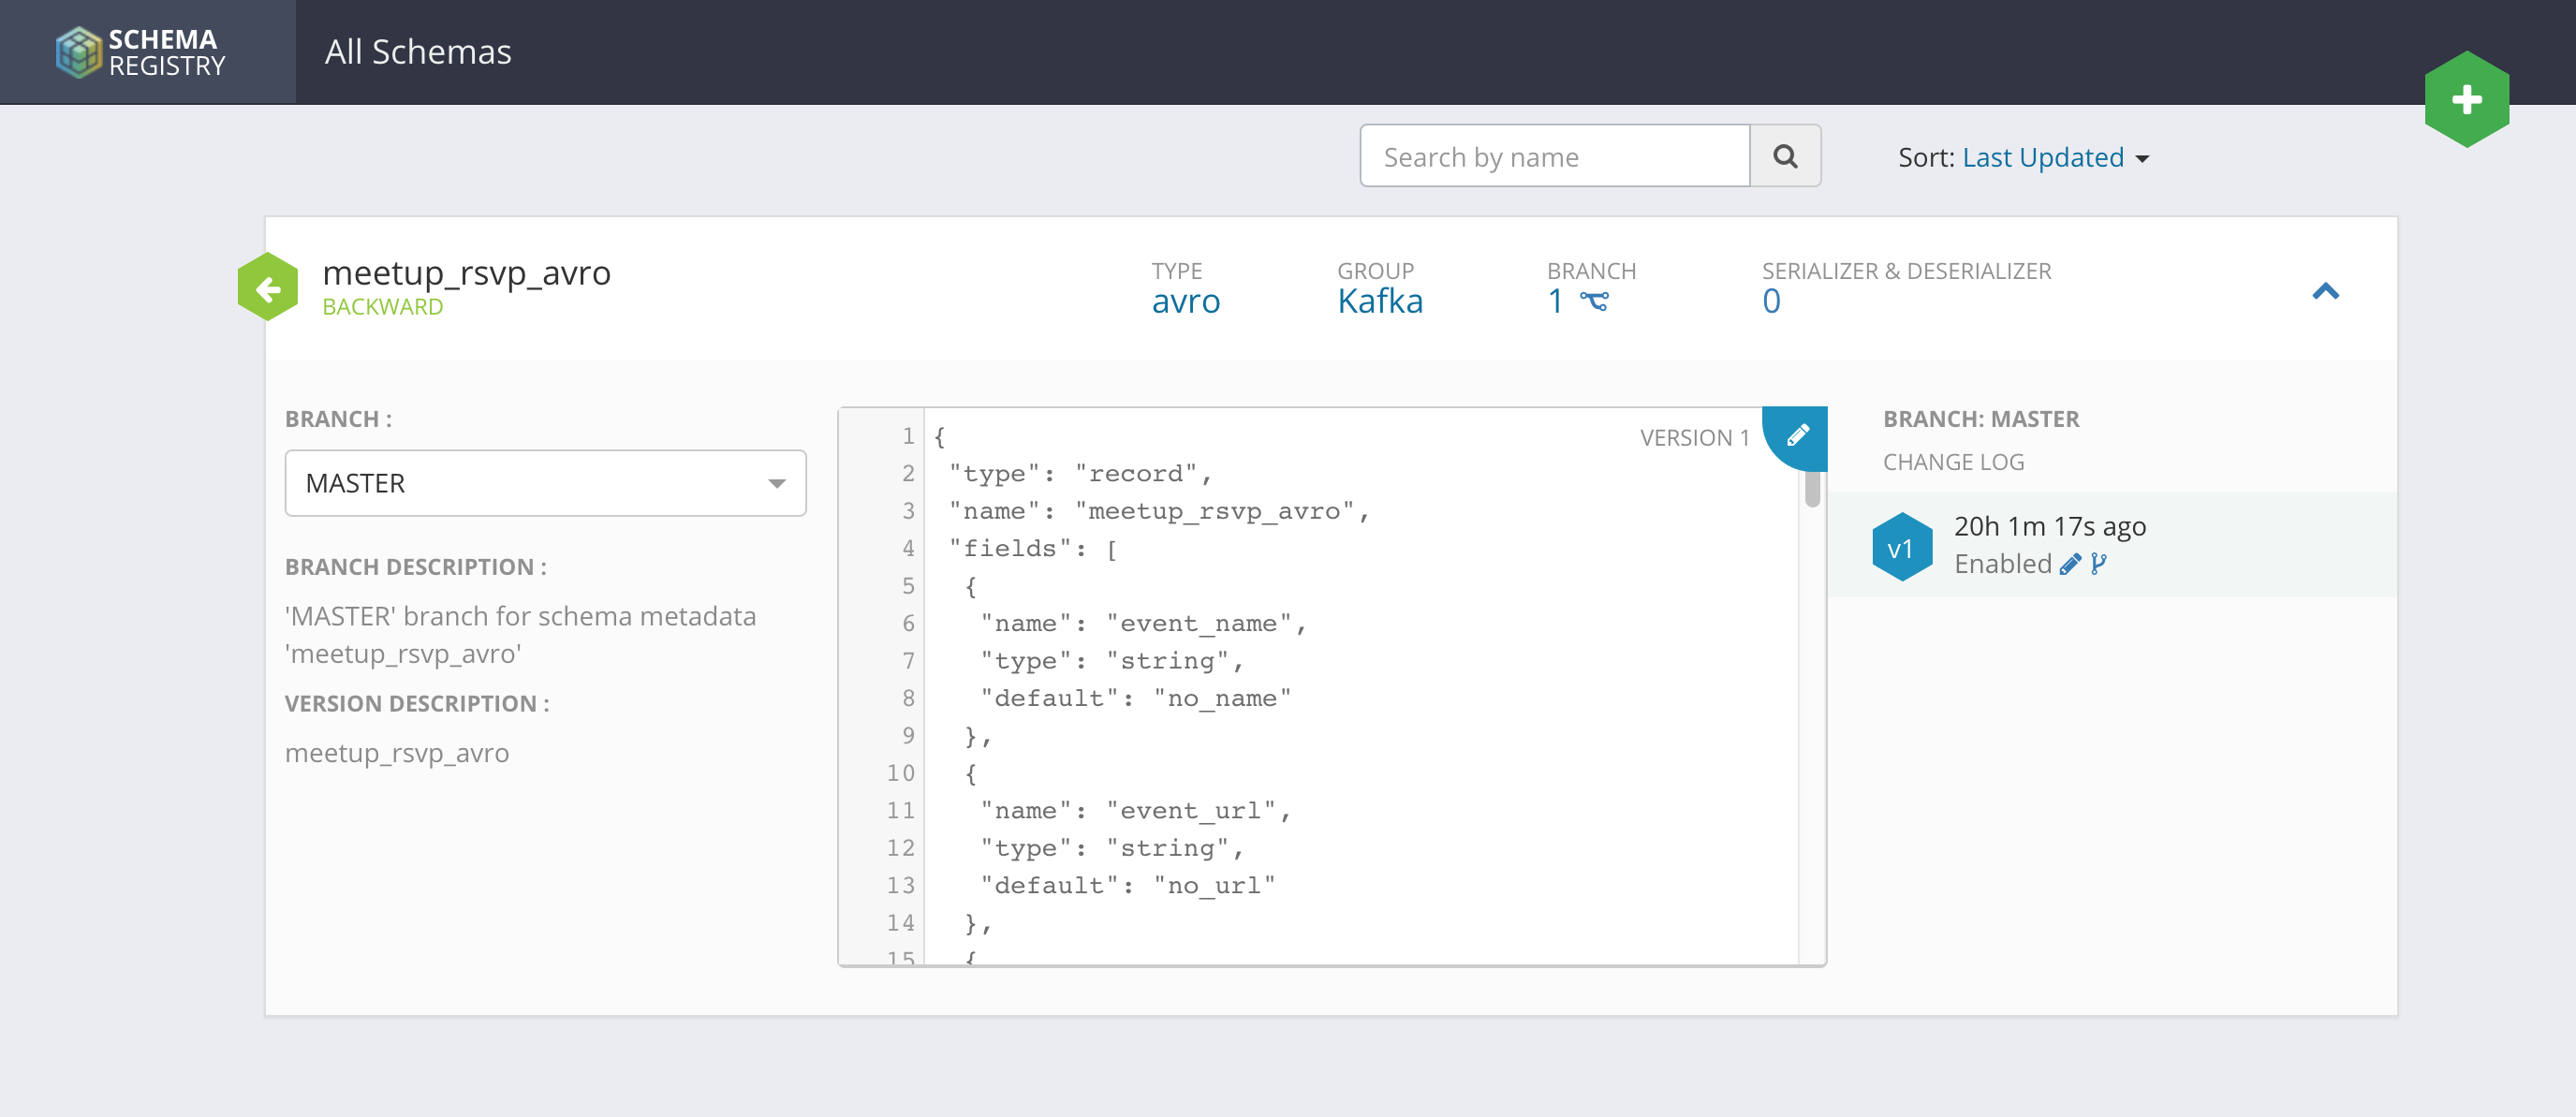 SCHEMA
REGISTRY
All Schemas
Search by name
Sort: Last Updated
meetup_rsvp_avro
BACKWARD
TYPE
avro
GROUP
Kafka
BRANCH
1
SERIALIZER & DESERIALIZER
0
BRANCH :
MASTER
BRANCH DESCRIPTION :
'MASTER' branch for schema metadata
'meetup_rsvp_avro'
VERSION DESCRIPTION :
meetup_rsvp_avro
VERSION 1
1 {
2 "type": "record",
3 "name": "meetup_rsvp_avro",
4 "fields": [
5 {
6 "name": "event_name",
7 "type": "string",
8 "default": "no_name"
9 },
10 {
11 "name": "event_url",
12 "type": "string",
13 "default": "no_url"
14 },
15 {
BRANCH: MASTER
CHANGE LOG
v1
20h 1m 17s ago
Enabled